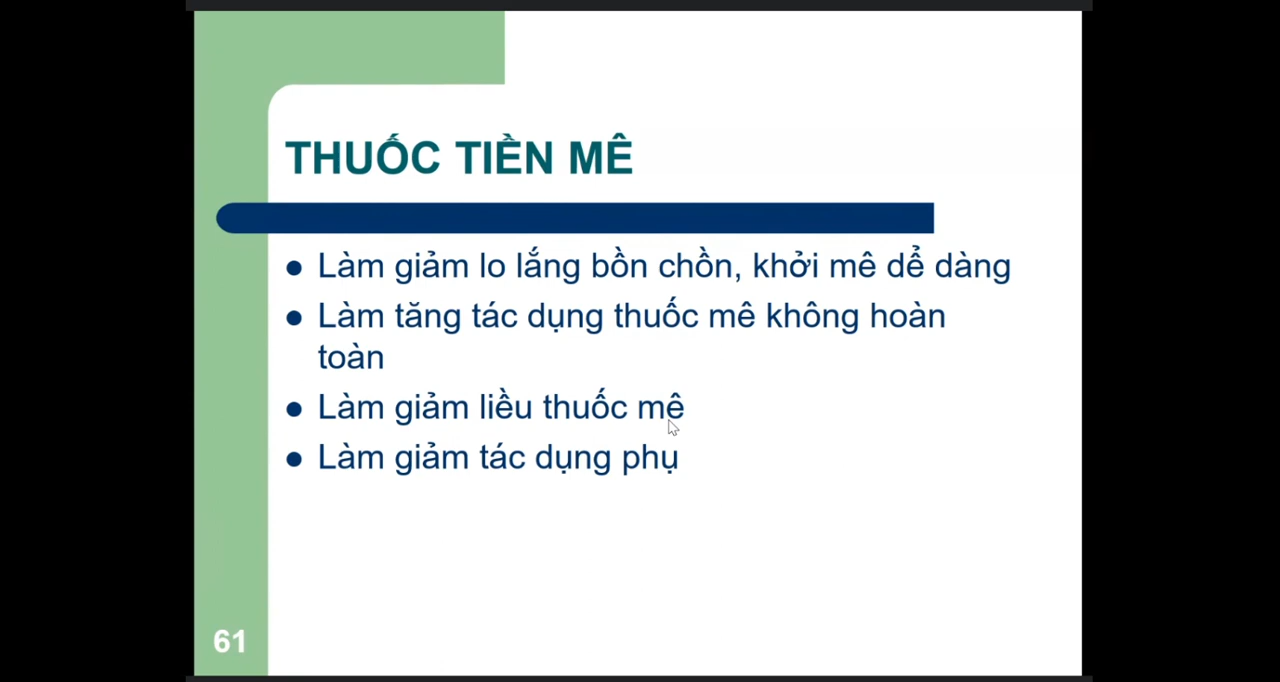 THUỐC TIỀN MÊ
Làm giảm lo lắng bồn chồn, khởi mê dể dàng
Làm tăng tác dụng thuốc mê không hoàn
toàn
Làm giảm liều thuốc mê
Làm giảm tác dụng phụ
61